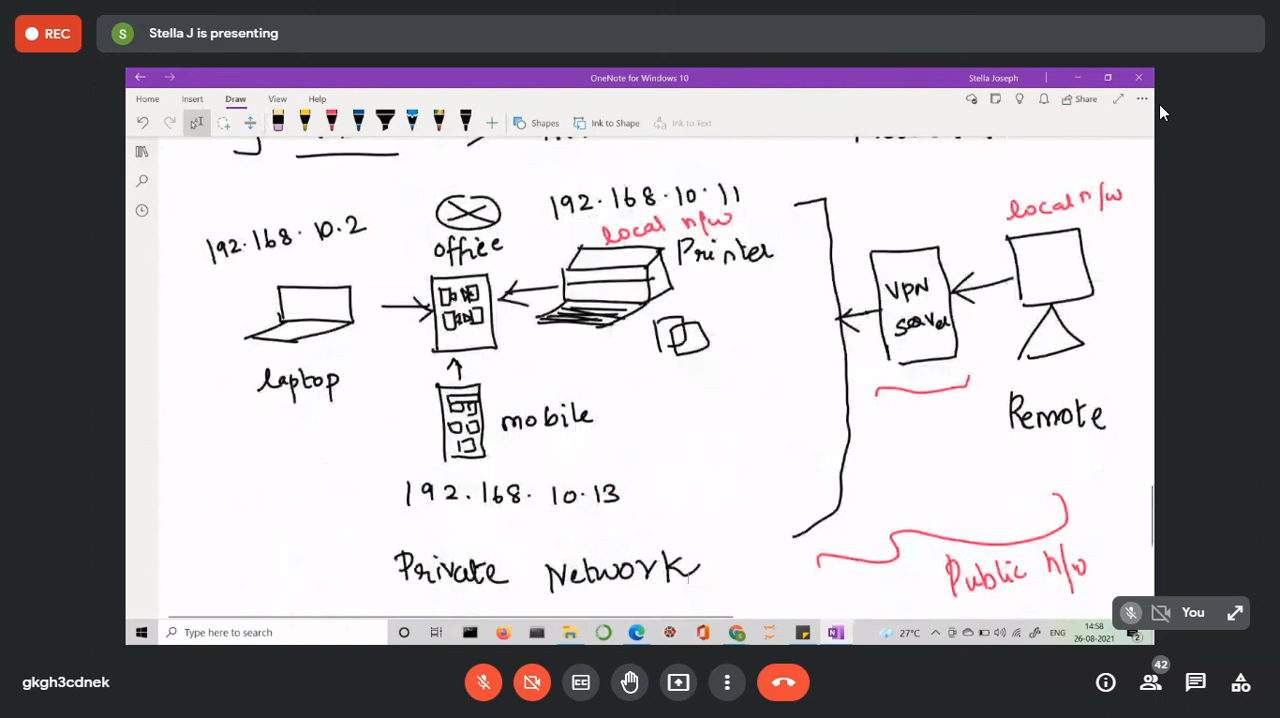 REC
S
Stella J is presenting
OneNote for Windows 10
Stella Joseph
Home
Insert
Draw
View
Help
Share
Shapes
Ink to Shape
Ink to Text
192.168.10.2
office
192.168.10.11
local n/w
Printer
local n/w
VPN
server
laptop
mobile
Remote
192.168.10.13
Private Network
Public n/w
You
Type here to search
27°C
ENG
14:58
26-08-2021
2
gkgh3cdnek
CC
42